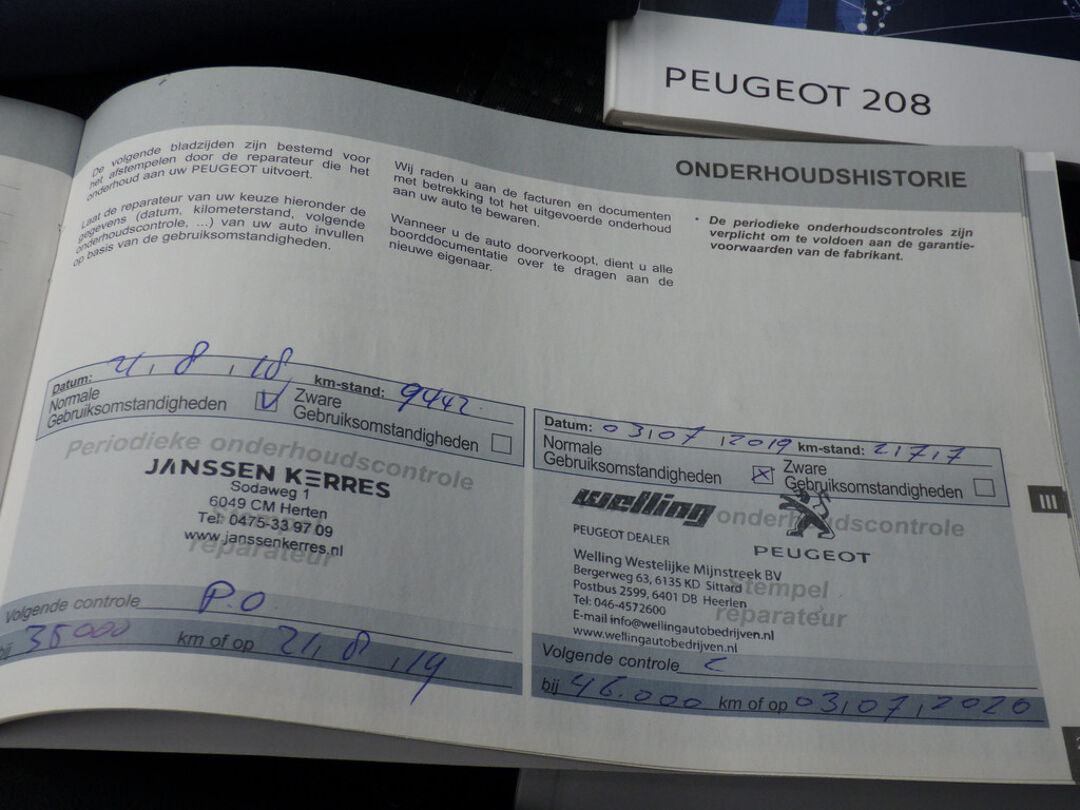 PEUGEOT 208
ONDERHOUDSHISTORIE
De volgende bladzijden zijn bestemd voor
het afstempelen door de reparateur die het
onderhoud aan uw PEUGEOT uitvoert.
Laat de reparateur van uw keuze hieronder de
gegevens (datum, kilometerstand, volgende
onderhoudscontrole, ...) van uw auto invullen
op basis van de gebruiksomstandigheden.
Wij raden u aan de facturen en documenten
met betrekking tot het uitgevoerde onderhoud
aan uw auto te bewaren.
Wanneer u de auto doorverkoopt, dient u alle
boorddocumentatie over te dragen aan de
nieuwe eigenaar.
• De periodieke onderhoudscontroles zijn
verplicht om te voldoen aan de garantie-
voorwaarden van de fabrikant.
Datum: 21, 8, 18, km-stand: 9442
Normale Zware
Gebruiksomstandigheden Gebruiksomstandigheden
Periodieke onderhoudscontrole
JANSSEN KERRES
Sodaweg 1
6049 CM Herten
Tel: 0475-33 97 09
www.janssenkerres.nl
Stempel
reparateur
Volgende controle P.O.
bij 35000 km of op 21, 8, 19
Datum: 03,07,2019 km-stand: 21717
Normale Zware
Gebruiksomstandigheden Gebruiksomstandigheden
onderhoudscontrole
welling
PEUGEOT DEALER
PEUGEOT
Welling Westelijke Mijnstreek BV
Bergerweg 63, 6135 KD Sittard
Postbus 2599, 6401 DB Heerlen
Tel: 046-4572600
E-mail info@wellingautobedrijven.nl
www.wellingautobedrijven.nl
Stempel
reparateur
Volgende controle C
bij 46.000 km of op 03,07,2020
III